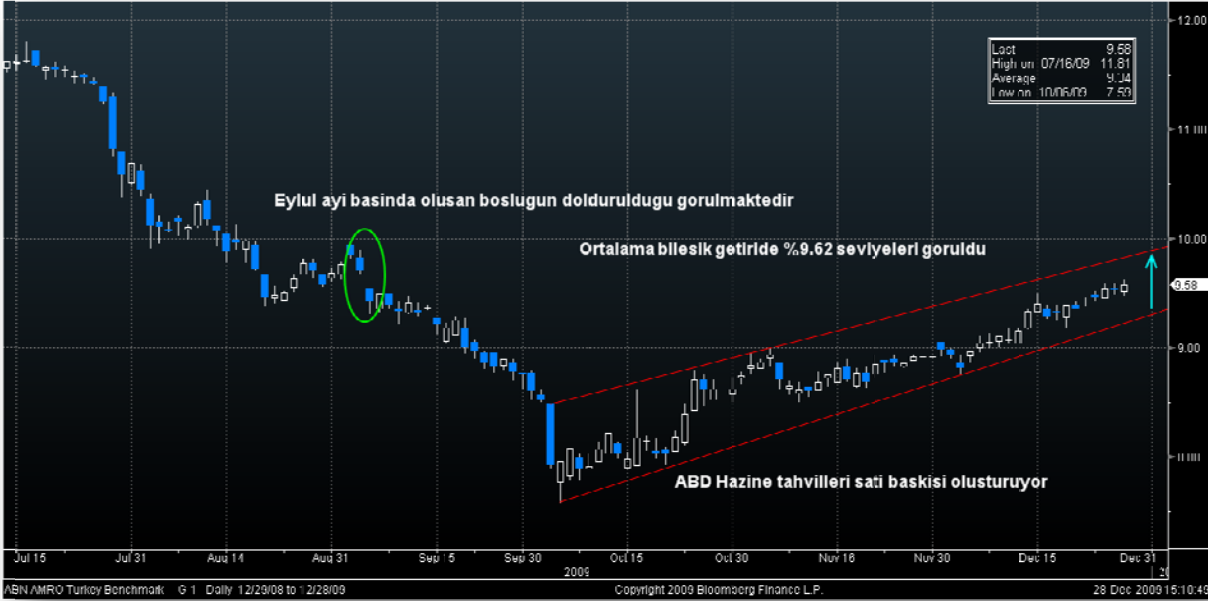 12.00
Last 9.58
High on 07/16/09 11.81
Average
Low on 10/06/09 7.59
Eylul ayi basinda olusan boslugun dolduruldugu gorulmaktedir
10.00
Ortalama bilesik getiride %9.62 seviyeleri goruldu
9.58
9.00
ABD Hazine tahvilleri sati baskisi olusturuyor
Jul 15 Jul 31 Aug 14 Aug 31 Sep 15 Sep 30 Oct 15 Oct 30 Nov 16 Nov 30 Dec 15 Dec 31
2009
ABN AMRO Turkey Benchmark G 1 Daily 12/29/08 to 12/28/09 Copyright 2009 Bloomberg Finance L.P. 28 Dec 2009 15:10:49